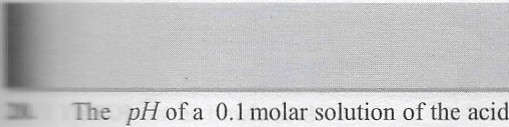 The pH of a 0.1 molar solution of the acid